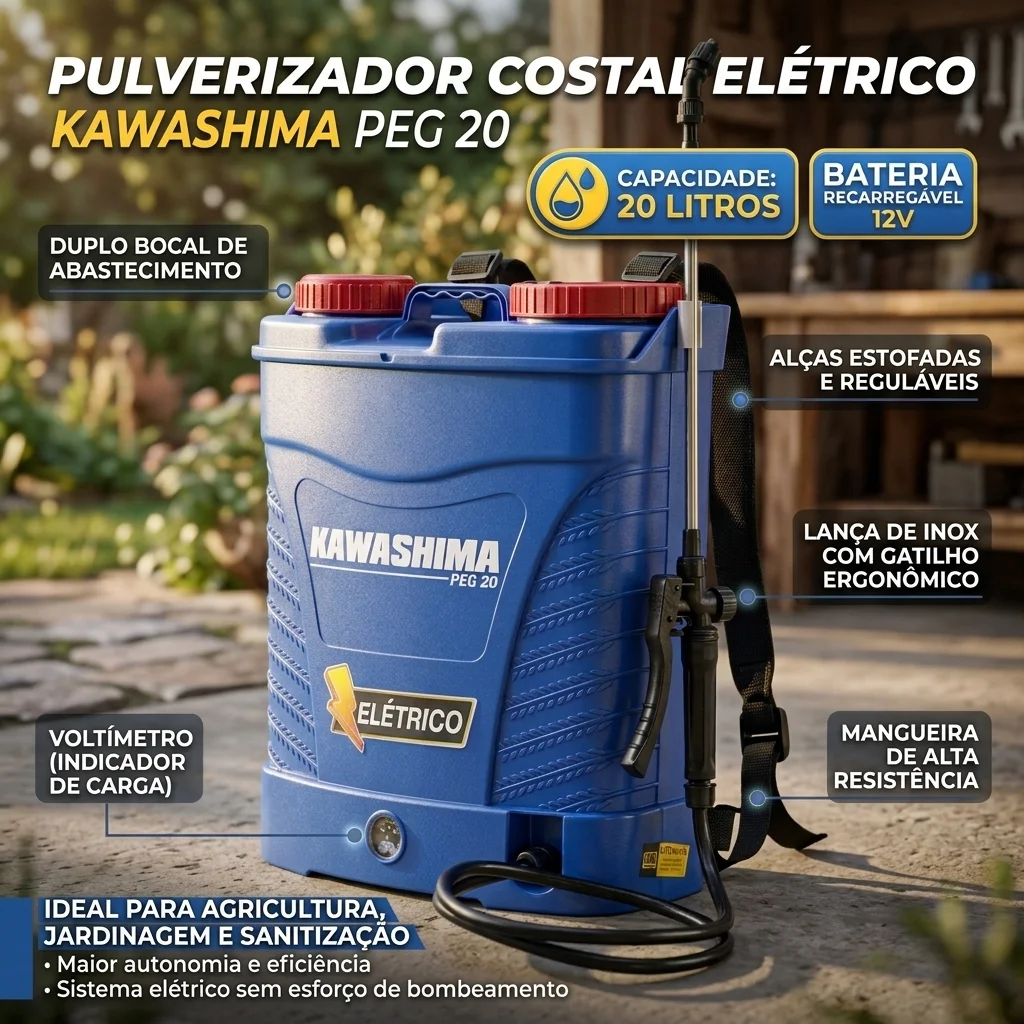 PULVERIZADOR COSTAL ELÉTRICO
KAWASHIMA PEG 20
CAPACIDADE:
20 LITROS
BATERIA
RECARREGÁVEL
12V
DUPLO BOCAL DE
ABASTECIMENTO
ALÇAS ESTOFADAS
E REGULÁVEIS
KAWASHIMA
PEG 20
LANÇA DE INOX
COM GATILHO
ERGONÔMICO
ELÉTRICO
VOLTÍMETRO
(INDICADOR
DE CARGA)
MANGUEIRA
DE ALTA
RESISTÊNCIA
IDEAL PARA AGRICULTURA,
JARDINAGEM E SANITIZAÇÃO
• Maior autonomia e eficiência
• Sistema elétrico sem esforço de bombeamento